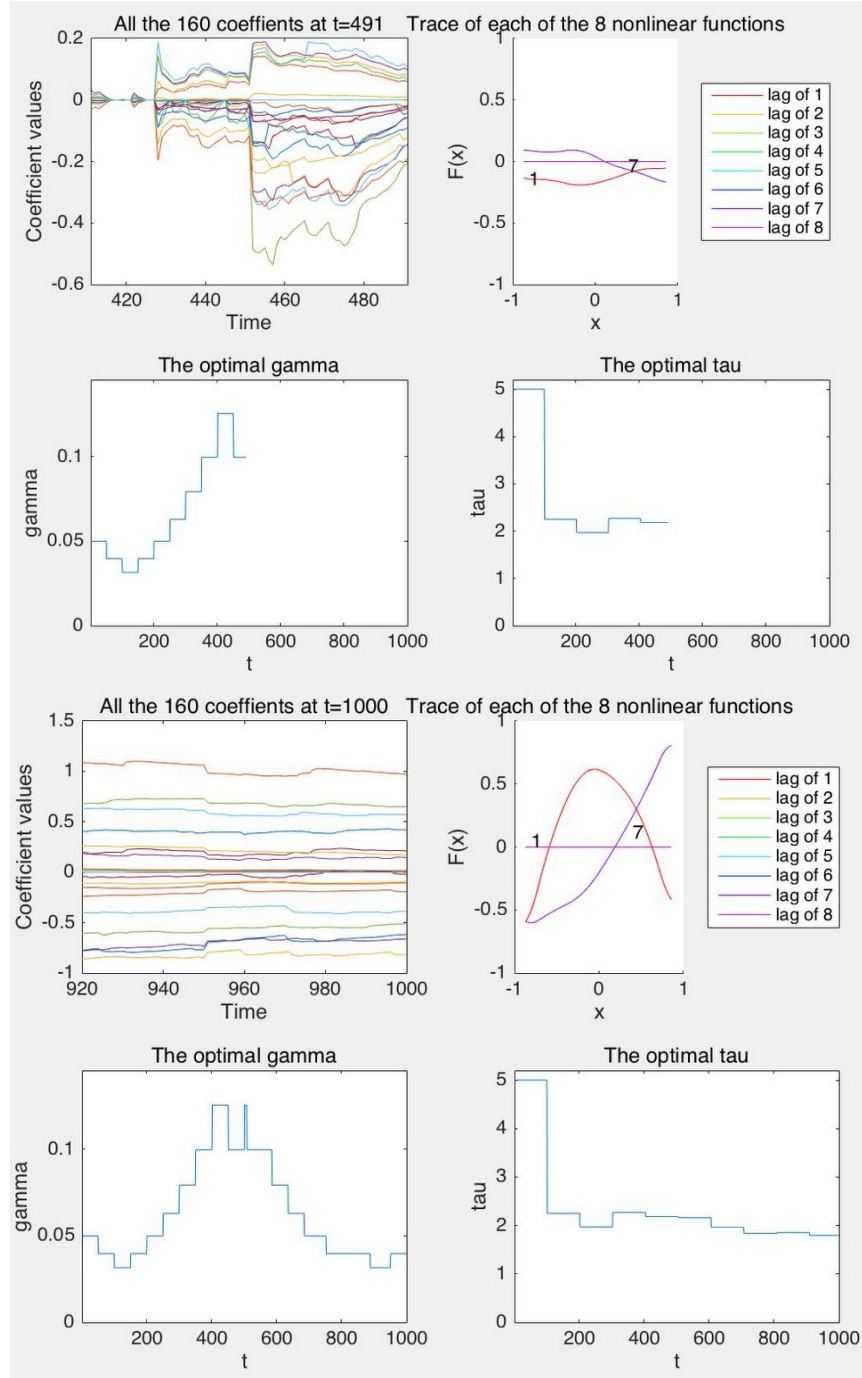 All the 160 coeffients at t=491
0.2
0
-0.2
-0.4
-0.6
Coefficient values
420 440 460 480
Time
Trace of each of the 8 nonlinear functions
1
0.5
0
-0.5
-1
F(x)
1
7
-1 0 1
x
lag of 1
lag of 2
lag of 3
lag of 4
lag of 5
lag of 6
lag of 7
lag of 8
The optimal gamma
0.1
0.05
0
gamma
200 400 600 800 1000
t
The optimal tau
5
4
3
2
1
0
tau
200 400 600 800 1000
t
All the 160 coeffients at t=1000
1.5
1
0.5
0
-0.5
-1
Coefficient values
920 940 960 980 1000
Time
Trace of each of the 8 nonlinear functions
1
0.5
0
-0.5
-1
F(x)
1
7
-1 0 1
x
lag of 1
lag of 2
lag of 3
lag of 4
lag of 5
lag of 6
lag of 7
lag of 8
The optimal gamma
0.1
0.05
0
gamma
200 400 600 800 1000
t
The optimal tau
5
4
3
2
1
0
tau
200 400 600 800 1000
t